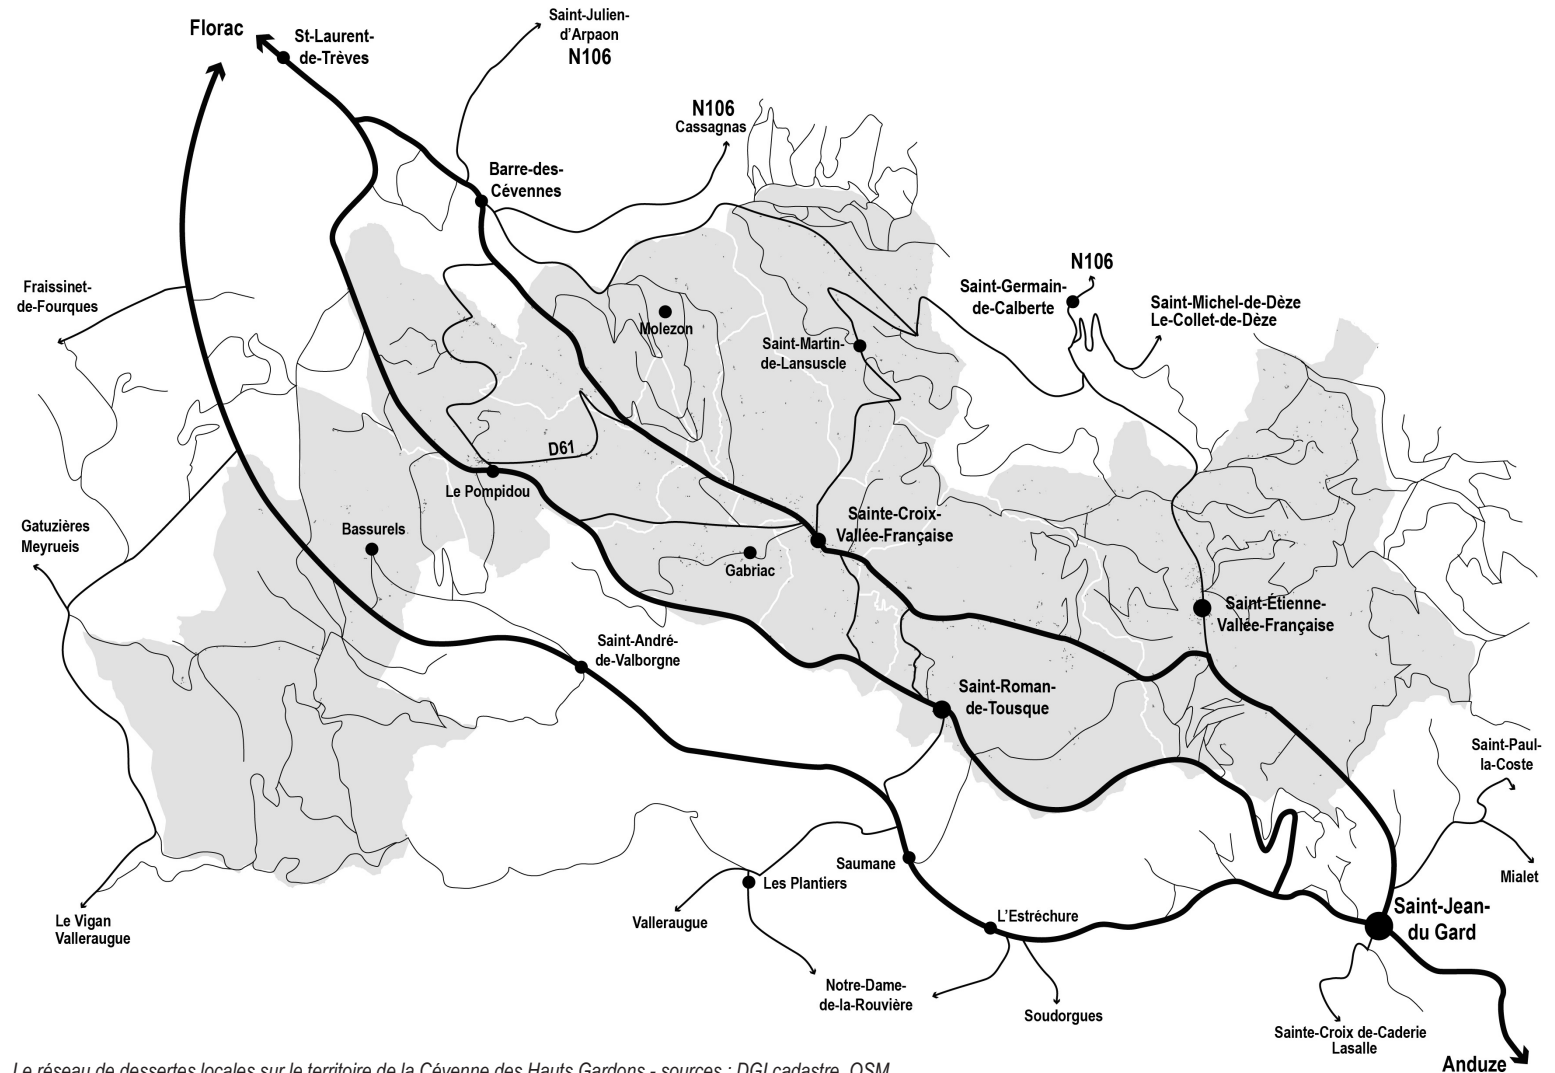 Florac
St-Laurent-
de-Trèves
Saint-Julien-
d’Arpaon
N106
N106
Cassagnas
Barre-des-
Cévennes
Fraissinet-
de-Fourques
Molezon
Saint-Martin-
de-Lansuscle
Saint-Germain-
de-Calberte
N106
Saint-Michel-de-Dèze
Le-Collet-de-Dèze
D61
Le Pompidou
Gatuzières
Meyrueis
Bassurels
Sainte-Croix-
Vallée-Française
Gabriac
Saint-Étienne-
Vallée-Française
Saint-André-
de-Valborgne
Saint-Roman-
de-Tousque
Saint-Paul-
la-Coste
Saumane
Les Plantiers
Mialet
Le Vigan
Valleraugue
Valleraugue
L’Estréchure
Saint-Jean-
du Gard
Notre-Dame-
de-la-Rouvière
Soudorgues
Sainte-Croix de-Caderie
Lasalle
Anduze
Le réseau de dessertes locales sur le territoire de la Cévenne des Hauts Gardons - sources : DGI cadastre, OSM